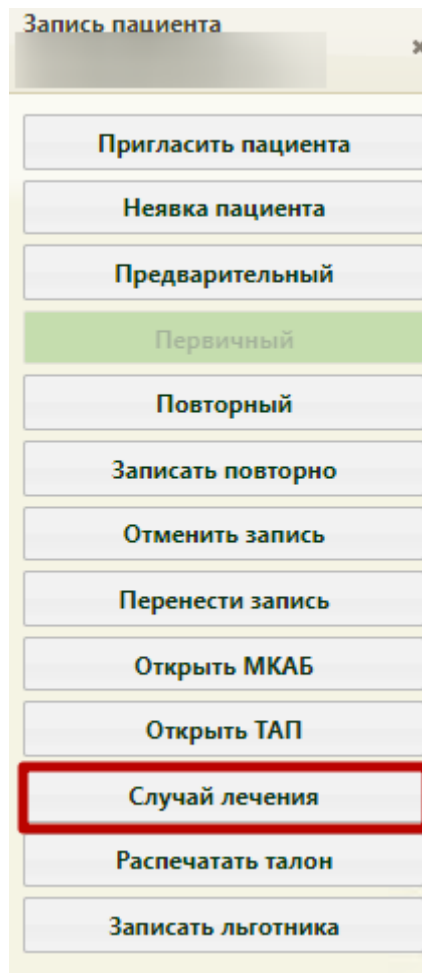 Запись пациента
Пригласить пациента
Неявка пациента
Предварительный
Первичный
Повторный
Записать повторно
Отменить запись
Перенести запись
Открыть МКАБ
Открыть ТАП
Случай лечения
Распечатать талон
Записать льготника